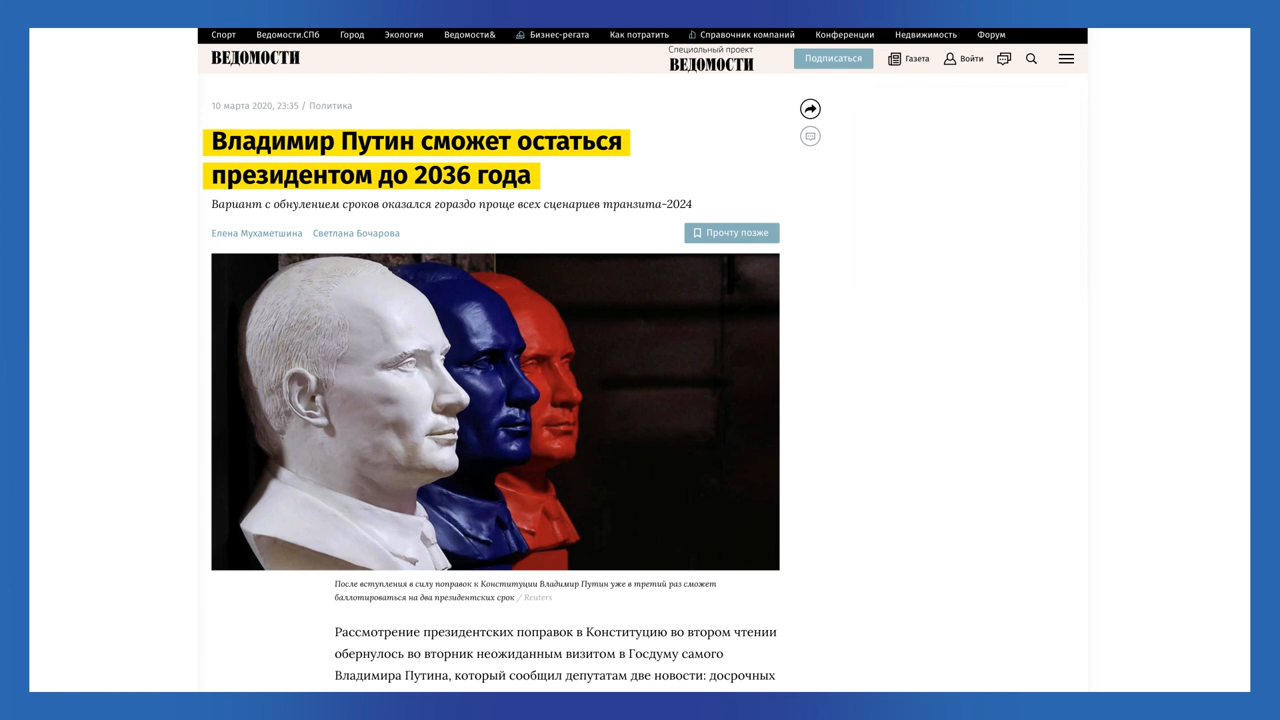 Спорт Ведомости.СПб Город Экология Ведомости& Бизнес-регата Как потратить Справочник компаний Конференции Недвижимость Форум
ВЕДОМОСТИ
Специальный проект
ВЕДОМОСТИ
Подписаться Газета Войти
10 марта 2020, 23:35 / Политика
Владимир Путин сможет остаться
президентом до 2036 года
Вариант с обнулением сроков оказался гораздо проще всех сценариев транзита-2024
Елена Мухаметшина Светлана Бочарова
Прочту позже
После вступления в силу поправок к Конституции Владимир Путин уже в третий раз сможет
баллотироваться на два президентских срок / Reuters
Рассмотрение президентских поправок в Конституцию во втором чтении
обернулось во вторник неожиданным визитом в Госдуму самого
Владимира Путина, который сообщил депутатам две новости: досрочных